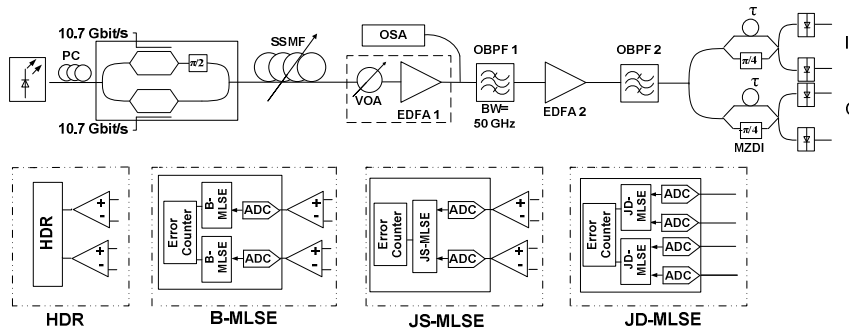 10.7 Gbit/s
PC
π/2
10.7 Gbit/s
SSMF
OSA
VOA
EDFA 1
OBPF 1
BW=
50 GHz
EDFA 2
OBPF 2
τ
π/4
τ
-π/4
MZDI
HDR
+
-
+
-
HDR
Error
Counter
B-
MLSE
B-
MLSE
ADC
ADC
+
-
+
-
B-MLSE
Error
Counter
JS-MLSE
ADC
ADC
+
-
+
-
JS-MLSE
Error
Counter
JD-
MLSE
JD-
MLSE
ADC
ADC
ADC
ADC
JD-MLSE